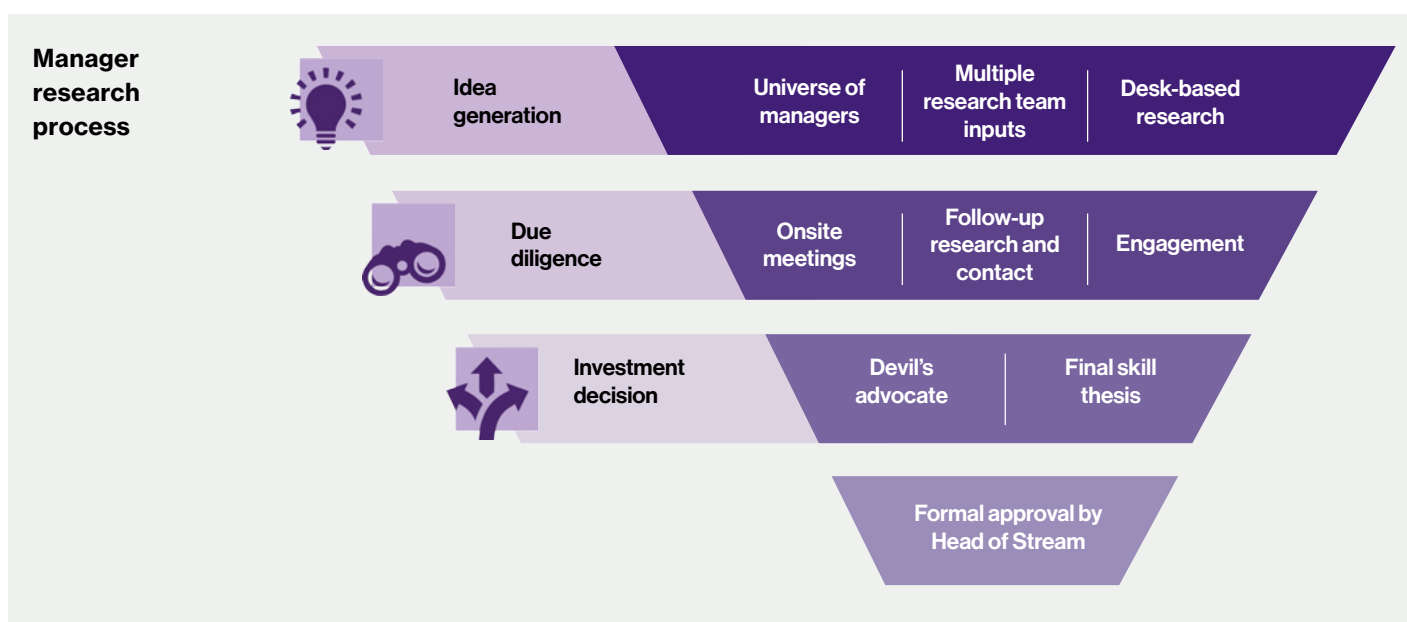 Manager
research
process
Idea
generation
Universe of
managers
Multiple
research team
inputs
Desk-based
research
Due
diligence
Onsite
meetings
Follow-up
research and
contact
Engagement
Investment
decision
Devil's
advocate
Final skill
thesis
Formal approval by
Head of Stream